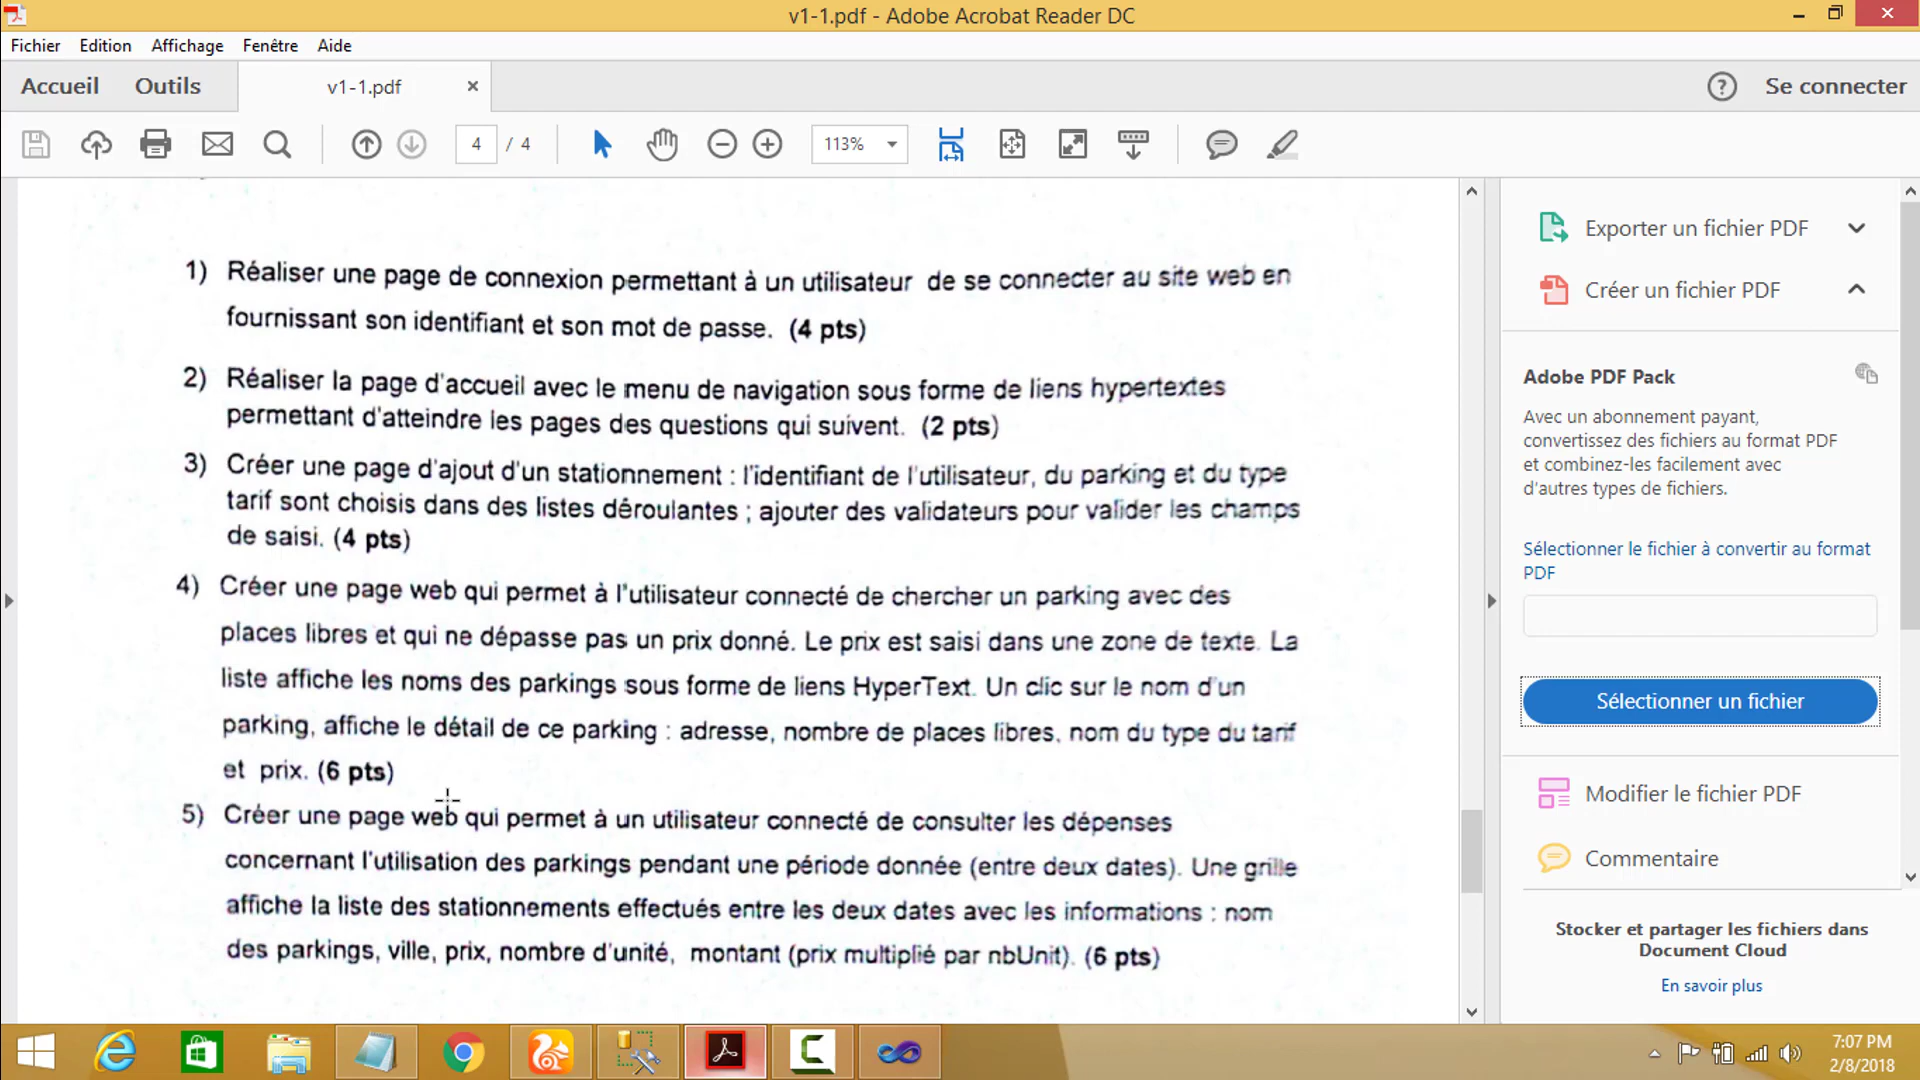 v1-1.pdf - Adobe Acrobat Reader DC
Fichier Edition Affichage Fenêtre Aide
Accueil Outils v1-1.pdf × ? Se connecter
4 / 4 113%
1) Réaliser une page de connexion permettant à un utilisateur de se connecter au site web en
fournissant son identifiant et son mot de passe. (4 pts)
2) Réaliser la page d'accueil avec le menu de navigation sous forme de liens hypertextes
permettant d'atteindre les pages des questions qui suivent. (2 pts)
3) Créer une page d'ajout d'un stationnement : l'identifiant de l'utilisateur, du parking et du type
tarif sont choisis dans des listes déroulantes ; ajouter des validateurs pour valider les champs
de saisi. (4 pts)
4) Créer une page web qui permet à l'utilisateur connecté de chercher un parking avec des
places libres et qui ne dépasse pas un prix donné. Le prix est saisi dans une zone de texte. La
liste affiche les noms des parkings sous forme de liens HyperText. Un clic sur le nom d'un
parking, affiche le détail de ce parking : adresse, nombre de places libres, nom du type du tarif
et prix. (6 pts)
5) Créer une page web qui permet à un utilisateur connecté de consulter les dépenses
concernant l'utilisation des parkings pendant une période donnée (entre deux dates). Une grille
affiche la liste des stationnements effectués entre les deux dates avec les informations : nom
des parkings, ville, prix, nombre d'unité, montant (prix multiplié par nbUnit). (6 pts)
Exporter un fichier PDF
Créer un fichier PDF
Adobe PDF Pack
Avec un abonnement payant,
convertissez des fichiers au format PDF
et combinez-les facilement avec
d'autres types de fichiers.
Sélectionner le fichier à convertir au format
PDF
Sélectionner un fichier
Modifier le fichier PDF
Commentaire
Stocker et partager les fichiers dans
Document Cloud
En savoir plus
7:07 PM
2/8/2018